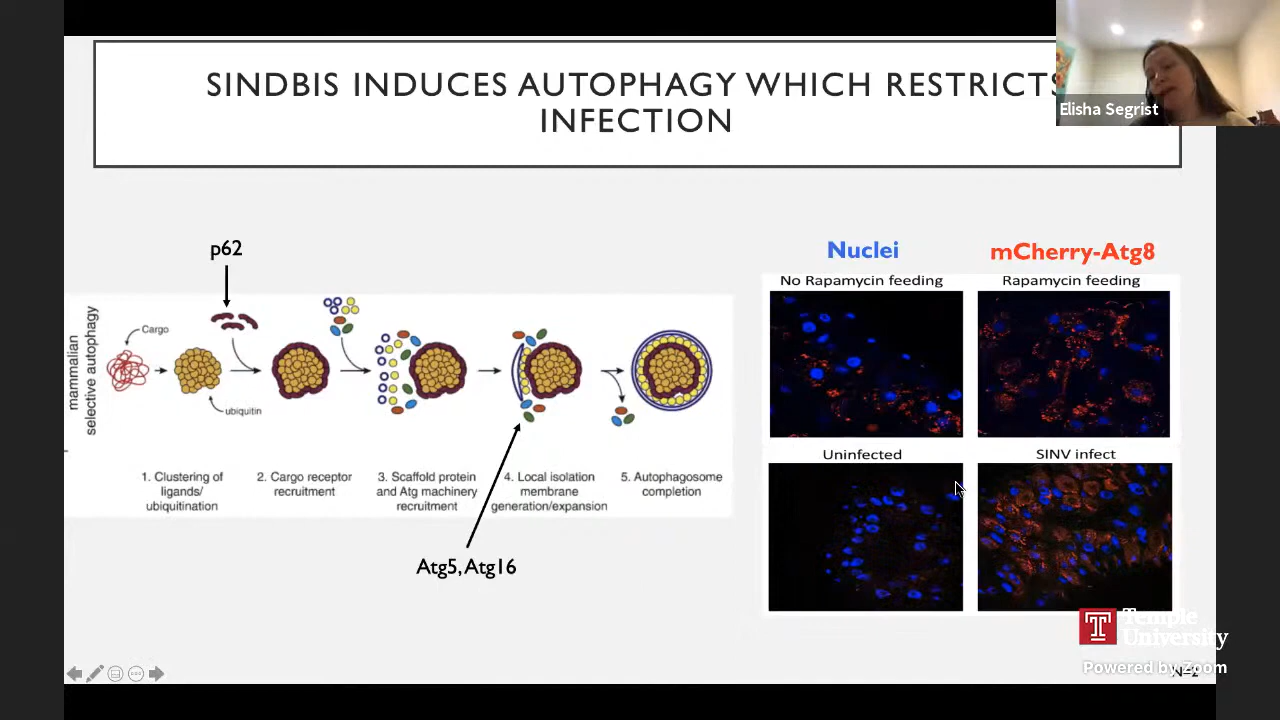 SINDBIS INDUCES AUTOPHAGY WHICH RESTRICTS
INFECTION
Elisha Segrist
p62
mammalian
selective autophagy
Cargo
ubiquitin
1. Clustering of
ligands/
ubiquitination
2. Cargo receptor
recruitment
3. Scaffold protein
and Atg machinery
recruitment
4. Local isolation
membrane
generation/expansion
5. Autophagosome
completion
Atg5, Atg16
Nuclei
mCherry-Atg8
No Rapamycin feeding
Rapamycin feeding
Uninfected
SINV infect
T
Temple
University
Powered by Zoom
N=2